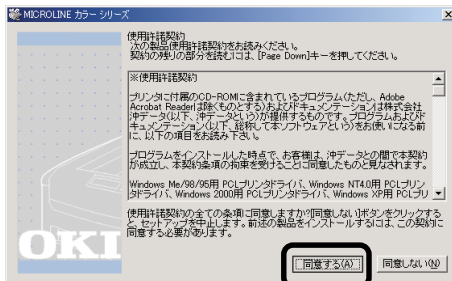 MICROLINE カラー シリーズ
使用許諾契約
次の製品使用許諾契約をお読みください。
契約の残りの部分を読むには、[Page Down]キーを押してください。
※使用許諾契約
プリンタに付属のCD-ROMに含まれているプログラム(ただし、Adobe
Acrobat Readerは除くものとする)およびドキュメンテーションは株式会社
沖データ(以下、沖データという)が提供するものです。プログラムおよびド
キュメンテーション(以下、総称して本ソフトウェアという)をお使いになる前
に、以下の項目をお読み下さい。
プログラムをインストールした時点で、お客様は、沖データとの間で本契約
が成立し、本契約条項の拘束を受けることに同意したものと見なされます。
Windows Me/98/95用 PCLプリンタドライバ、Windows NT4.0用 PCLプリン
タドライバ、Windows 2000用 PCLプリンタドライバ、Windows XP用 PCLプリ
使用許諾契約の全ての条項に同意しますか?[同意しない]ボタンをクリックする
と、セットアップを中止します。前述の製品をインストールするには、この契約に
同意する必要があります。
OKI
同意する(A)
同意しない(N)